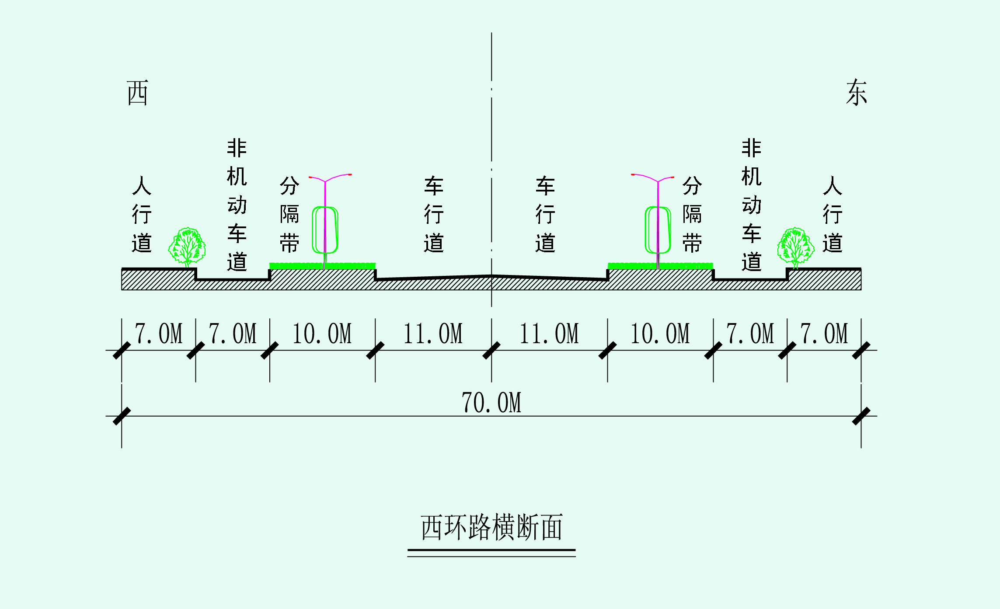 西
东
人行道
非机动车道
分隔带
车行道
车行道
分隔带
非机动车道
人行道
7.0M
7.0M
10.0M
11.0M
11.0M
10.0M
7.0M
7.0M
70.0M
西环路横断面